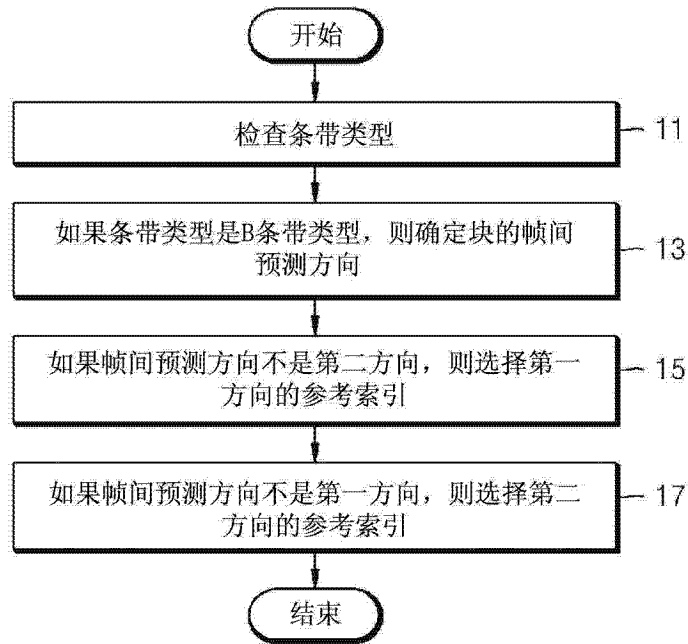 开始
检查条带类型
11
如果条带类型是B条带类型，则确定块的帧间
预测方向
13
如果帧间预测方向不是第二方向，则选择第一
方向的参考索引
15
如果帧间预测方向不是第一方向，则选择第二
方向的参考索引
17
结束